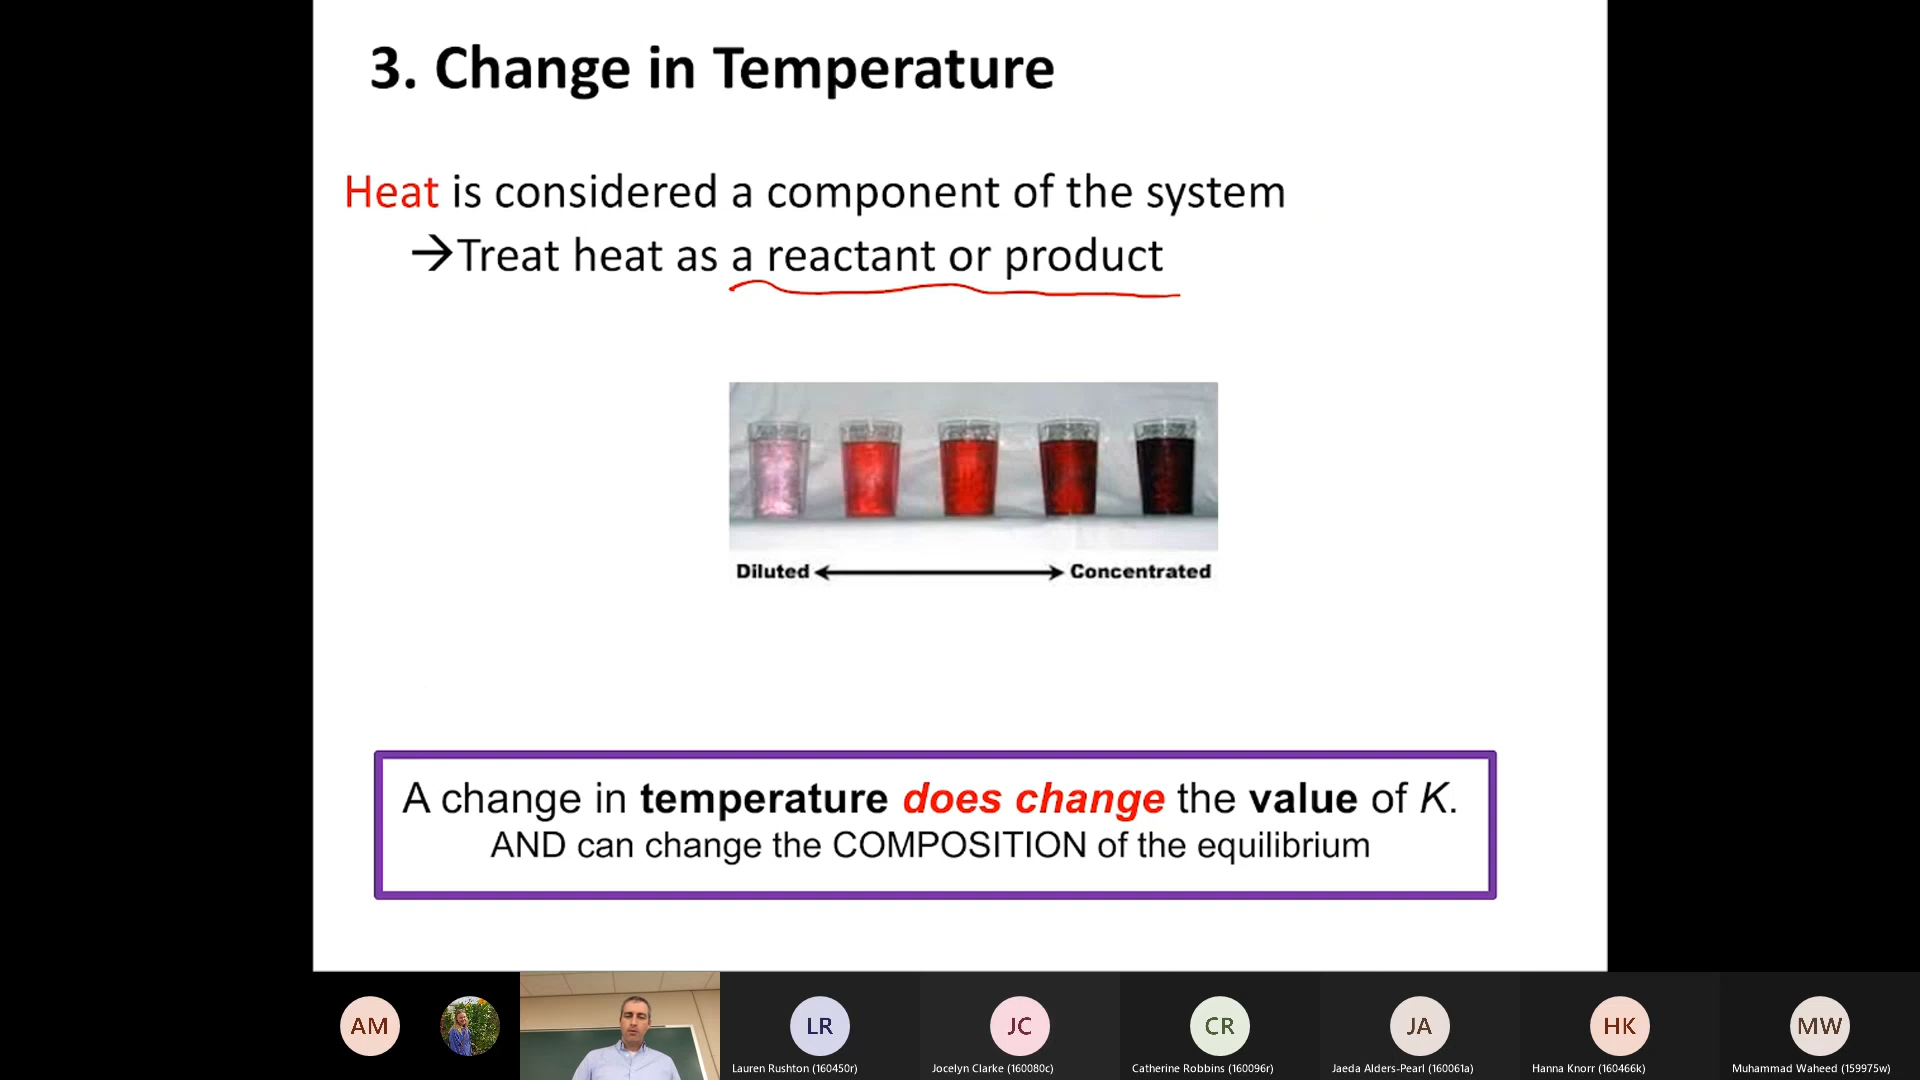 3. Change in Temperature
Heat is considered a component of the system
→Treat heat as a reactant or product
Diluted
Concentrated
A change in temperature does change the value of K.
AND can change the COMPOSITION of the equilibrium
AM
LR
JC
CR
JA
HK
MW
Lauren Rushton (160450r)
Jocelyn Clarke (160080c)
Catherine Robbins (160096r)
Jaeda Alders-Pearl (160061a)
Hanna Knorr (160466k)
Muhammad Waheed (159975w)